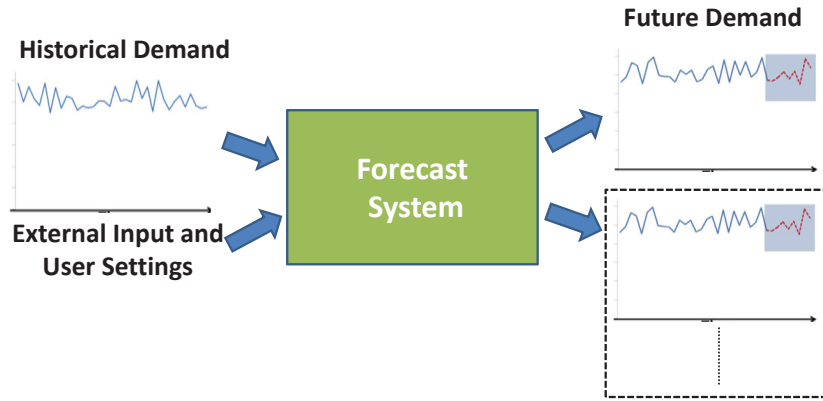 Historical Demand
External Input and
User Settings
Forecast
System
Future Demand